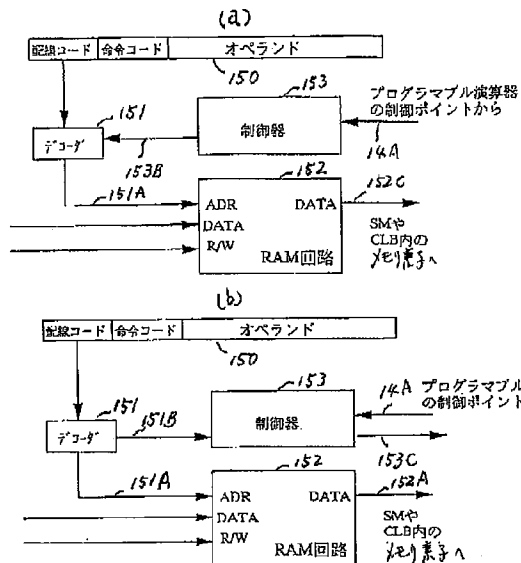 (a)
配線コード 命令コード オペランド
150
153
プログラマブル演算器
の制御ポイントから
151
制御器
デコーダ
14A
153B
152
152C
151A
ADR
DATA
DATA
R/W
RAM回路
SMや
CLB内の
メモリ素子へ
(b)
配線コード 命令コード オペランド
150
153
14A
プログラマブル
の制御ポイント
151
151B
制御器
デコーダ
153C
152
152A
151A
ADR
DATA
DATA
R/W
RAM回路
SMや
CLB内の
メモリ素子へ